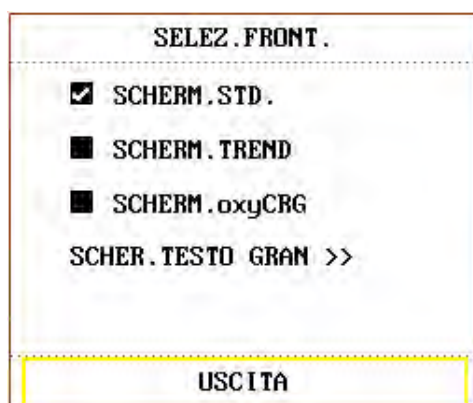 SELEZ.FRONT.
SCHERM.STD.
SCHERM.TREND
SCHERM.oxyCRG
SCHER.TESTO GRAN >>
USCITA